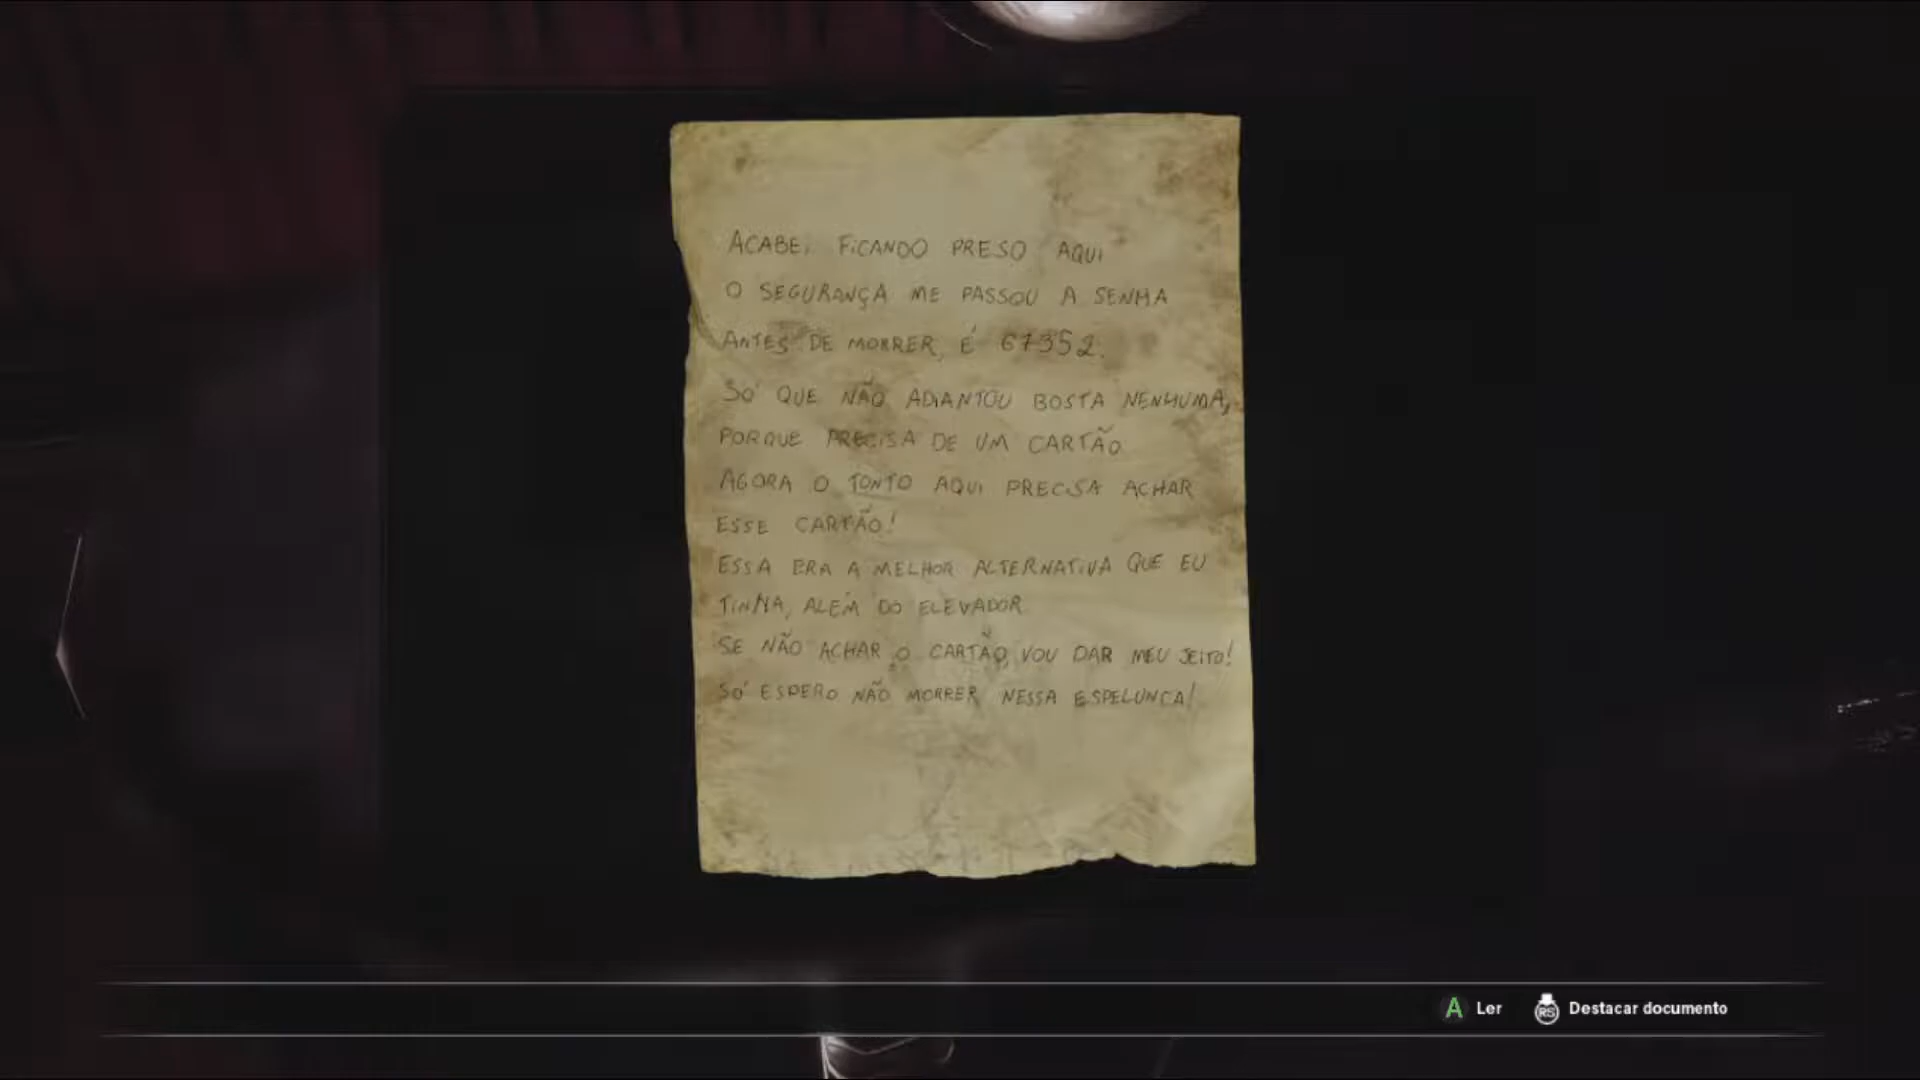 ACABEI FICANDO PRESO AQUI
O SEGURANÇA ME PASSOU A SENHA
ANTES DE MORRER, É 67352.
SÓ QUE NÃO ADIANTOU BOSTA NENHUMA,
PORQUE PRECISA DE UM CARTÃO
AGORA O TONTO AQUI PRECISA ACHAR
ESSE CARTÃO!
ESSA ERA A MELHOR ALTERNATIVA QUE EU
TINHA, ALÉM DO ELEVADOR
SE NÃO ACHAR O CARTÃO, VOU DAR MEU JEITO!
SÓ ESPERO NÃO MORRER NESSA ESPELUNCA!
A Ler RS Destacar documento